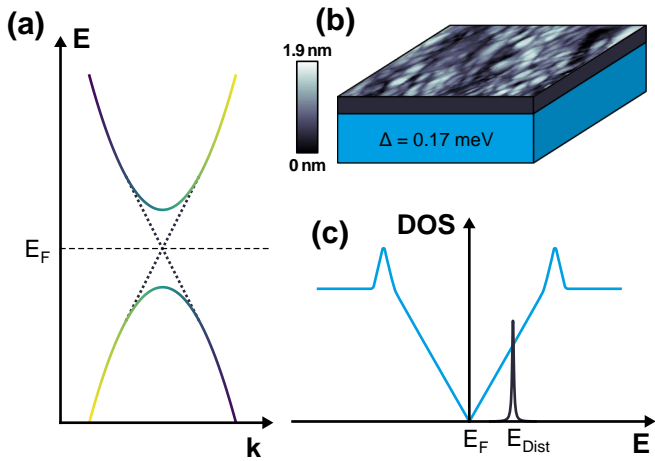 (a)
E
E_F
k
(b)
1.9 nm
0 nm
Δ = 0.17 meV
(c)
DOS
E_F
E_Dist
E